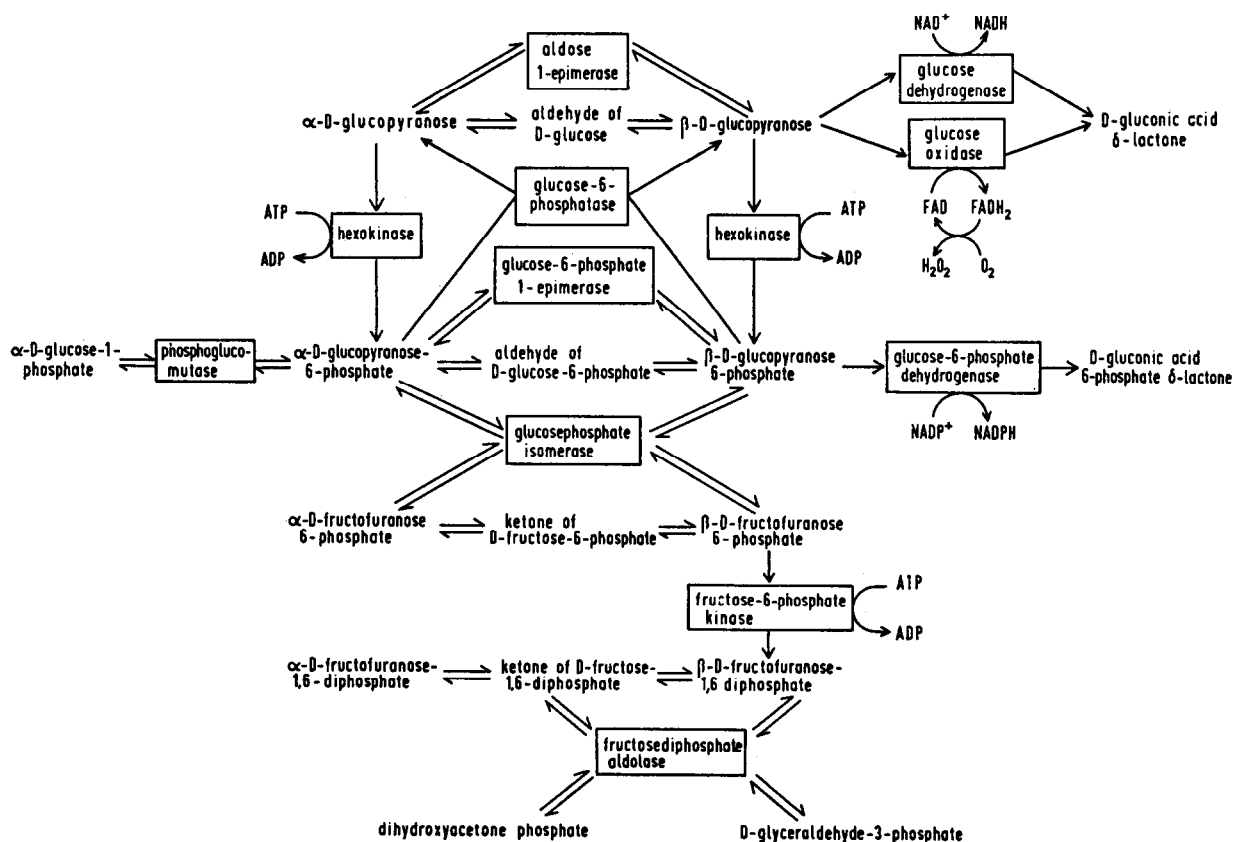 NAD+ NADH
aldose
1-epimerase
glucose
dehydrogenase
α-D-glucopyranose
aldehyde of
D-glucose
β-D-glucopyranose
D-gluconic acid
δ-lactone
glucose
oxidase
glucose-6-
phosphatase
ATP
hexokinase
ADP
hexokinase
ATP
ADP
FAD FADH2
H2O2 O2
glucose-6-phosphate
1-epimerase
α-D-glucose-1-
phosphate
phosphogluco-
mutase
α-D-glucopyranose-
6-phosphate
aldehyde of
D-glucose-6-phosphate
β-D-glucopyranose
6-phosphate
glucose-6-phosphate
dehydrogenase
D-gluconic acid
6-phosphate δ-lactone
NADP+ NADPH
glucosephosphate
isomerase
α-D-fructofuranose
6-phosphate
ketone of
D-fructose-6-phosphate
β-D-fructofuranose
6-phosphate
fructose-6-phosphate
kinase
ATP
ADP
α-D-fructofuranose-
1,6-diphosphate
ketone of D-fructose-
1,6-diphosphate
β-D-fructofuranose-
1,6 diphosphate
fructosediphosphate
aldolase
dihydroxyacetone phosphate
D-glyceraldehyde-3-phosphate